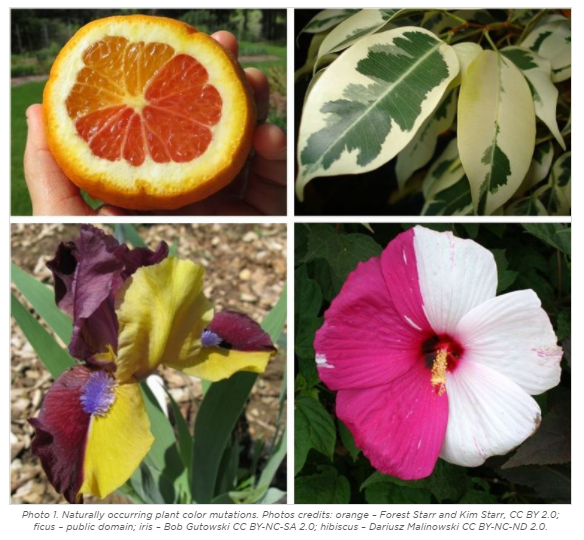 Photo 1. Naturally occurring plant color mutations. Photos credits: orange – Forest Starr and Kim Starr, CC BY 2.0;
ficus – public domain; iris – Bob Gutowski CC BY-NC-SA 2.0; hibiscus – Dariusz Malinowski CC BY-NC-ND 2.0.